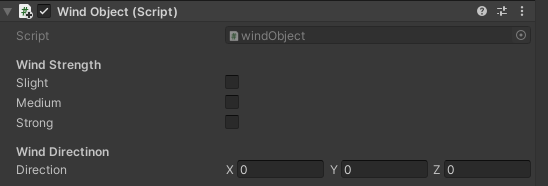 Wind Object (Script)
Script windObject
Wind Strength
Slight
Medium
Strong
Wind Directinon
Direction X 0 Y 0 Z 0